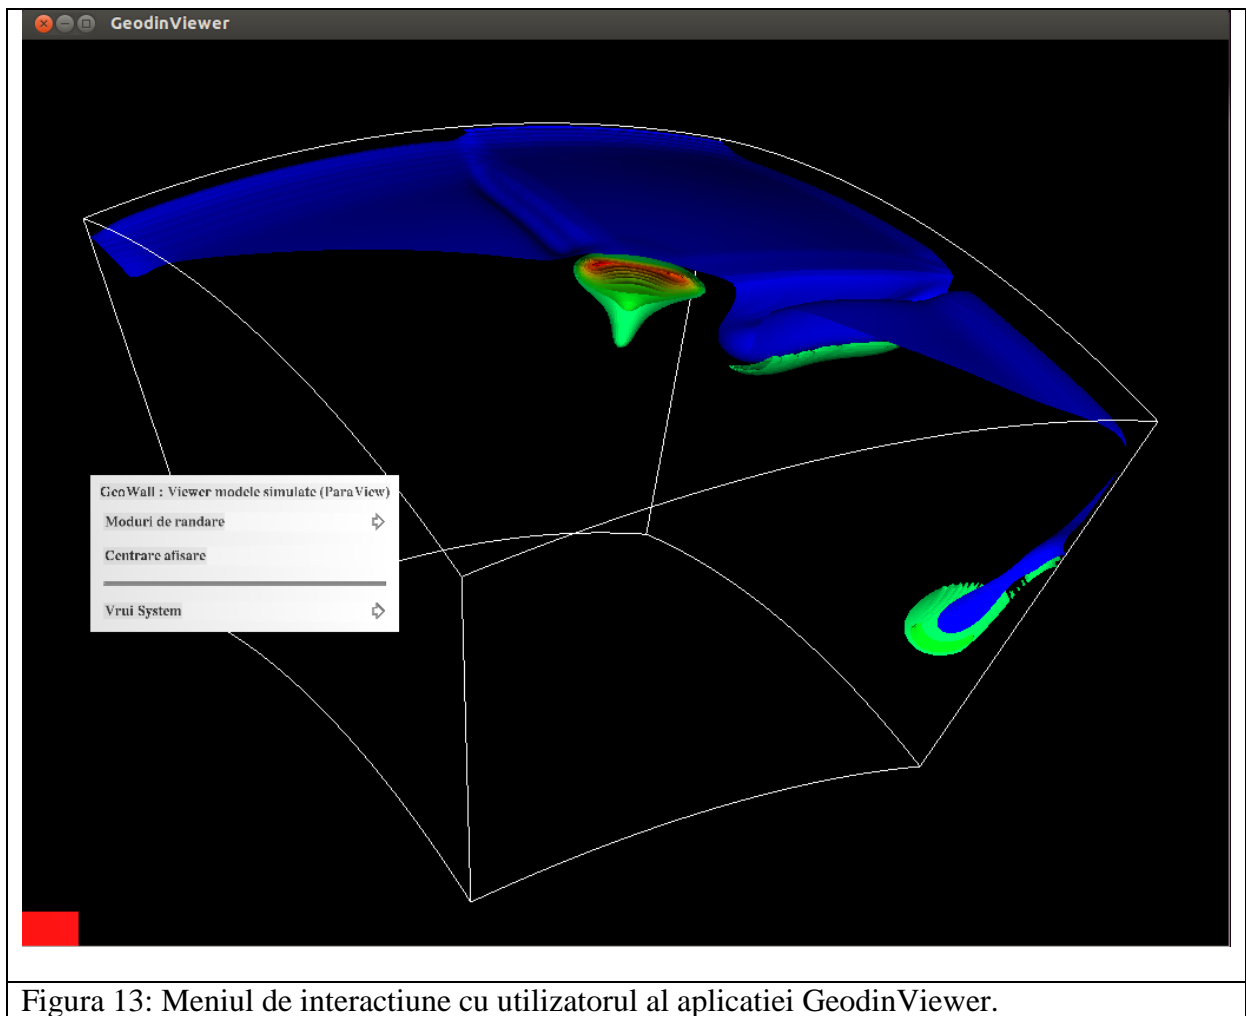 GeodinViewer
GeoWall : Viewer modele simulate (ParaView)
Moduri de randare
Centrare afisare
Vrui System
Figura 13: Meniul de interactiune cu utilizatorul al aplicatiei GeodinViewer.